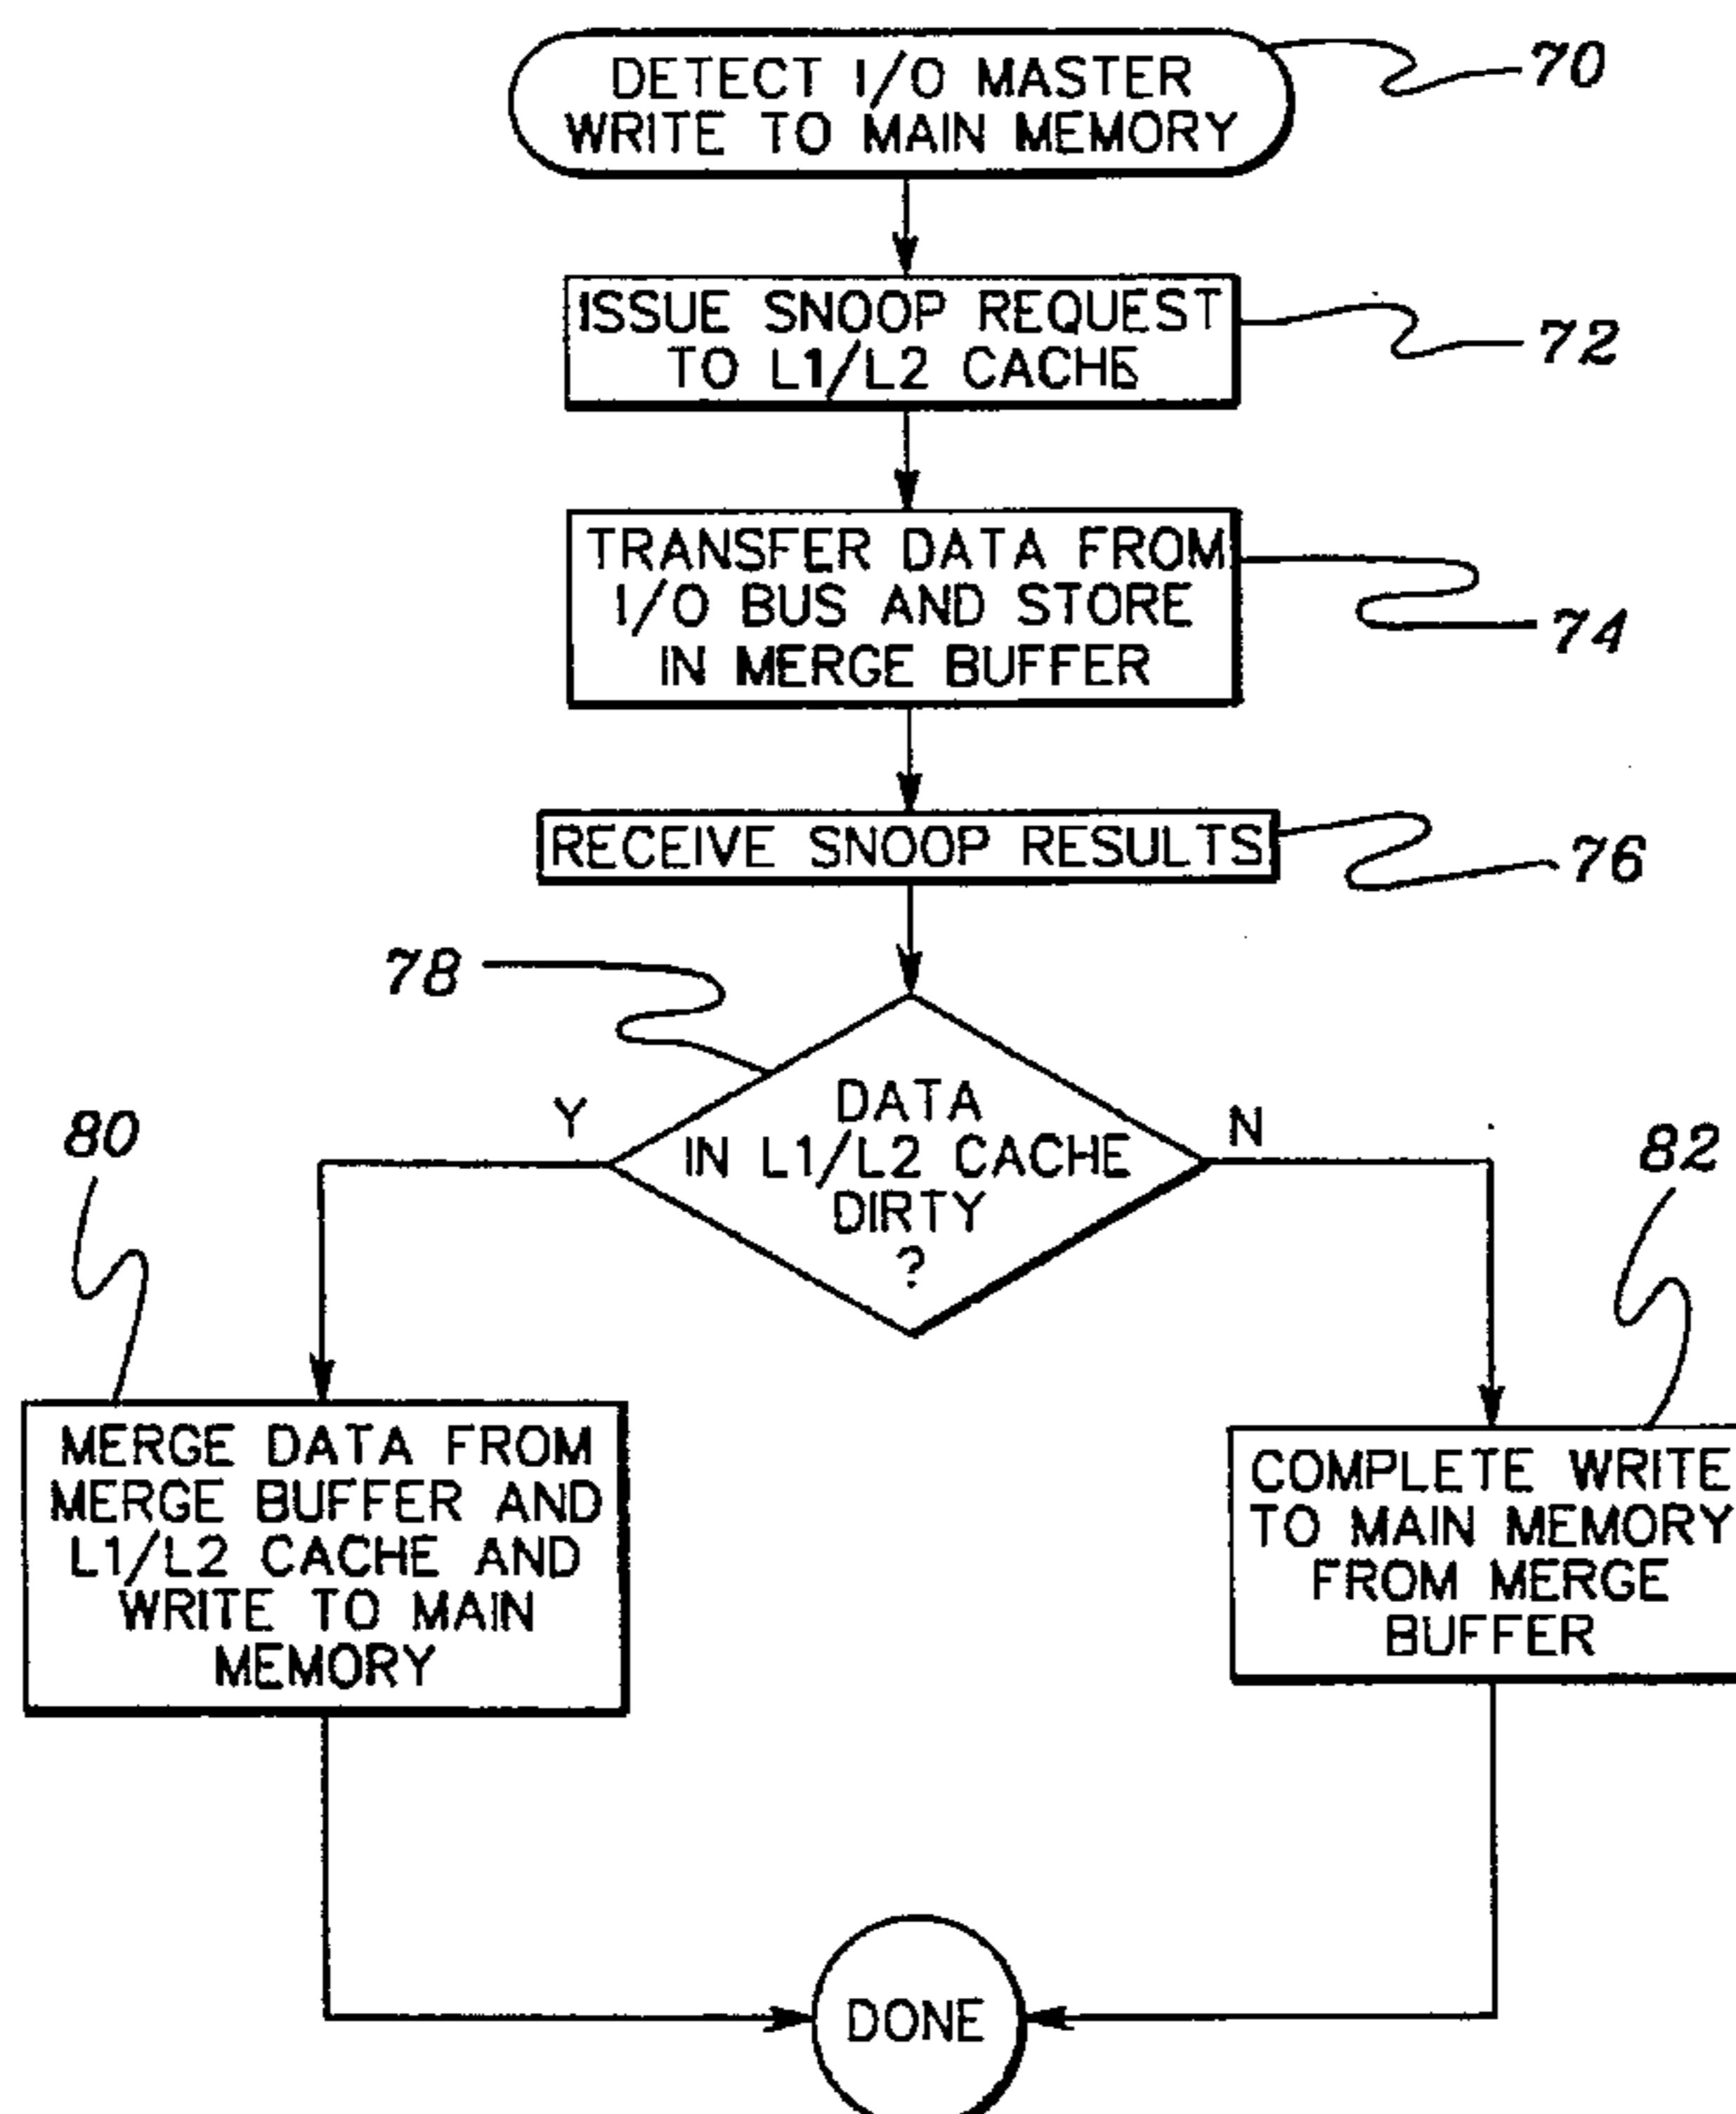 DETECT I/O MASTER
WRITE TO MAIN MEMORY
70
ISSUE SNOOP REQUEST
TO L1/L2 CACHE
72
TRANSFER DATA FROM
I/O BUS AND STORE
IN MERGE BUFFER
74
RECEIVE SNOOP RESULTS
76
78
DATA
IN L1/L2 CACHE
DIRTY
?
Y
N
80
82
MERGE DATA FROM
MERGE BUFFER AND
L1/L2 CACHE AND
WRITE TO MAIN
MEMORY
COMPLETE WRITE
TO MAIN MEMORY
FROM MERGE
BUFFER
DONE